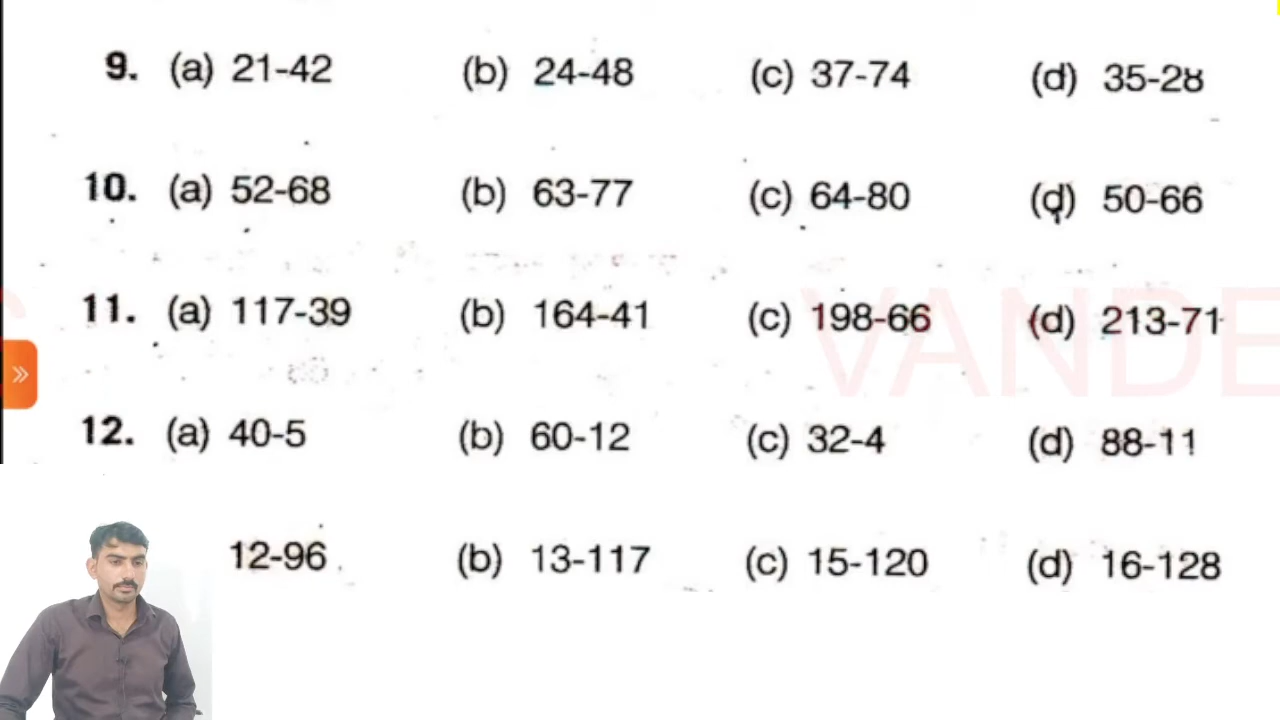 9. (a) 21-42 (b) 24-48 (c) 37-74 (d) 35-28
10. (a) 52-68 (b) 63-77 (c) 64-80 (d) 50-66
11. (a) 117-39 (b) 164-41 (c) 198-66 (d) 213-71
VANDE
12. (a) 40-5 (b) 60-12 (c) 32-4 (d) 88-11
12-96 (b) 13-117 (c) 15-120 (d) 16-128